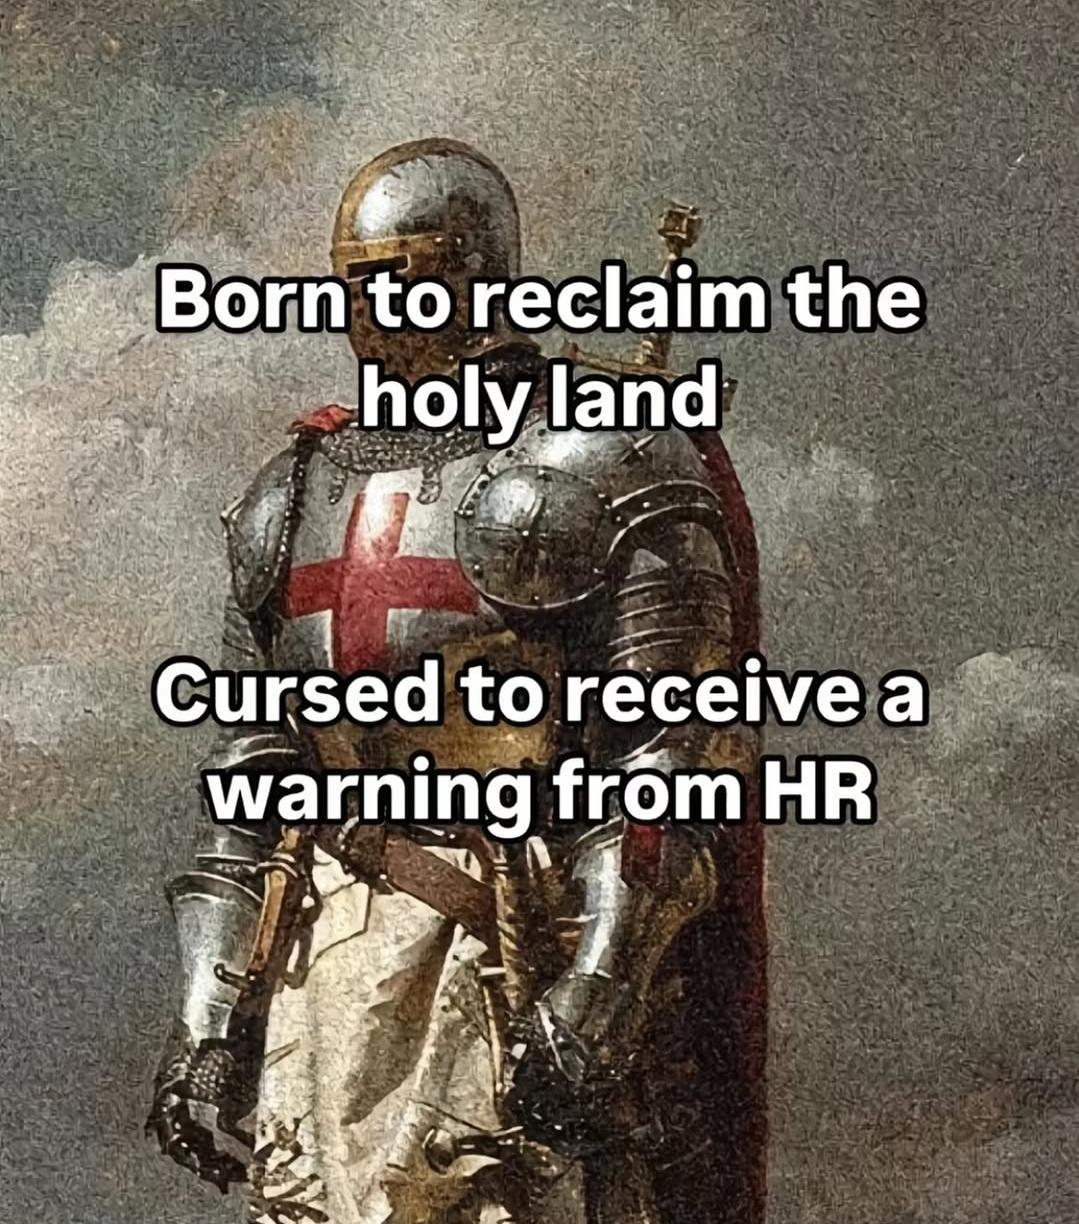 Born to reclaim the
holy land
Cursed to receive a
warning from HR